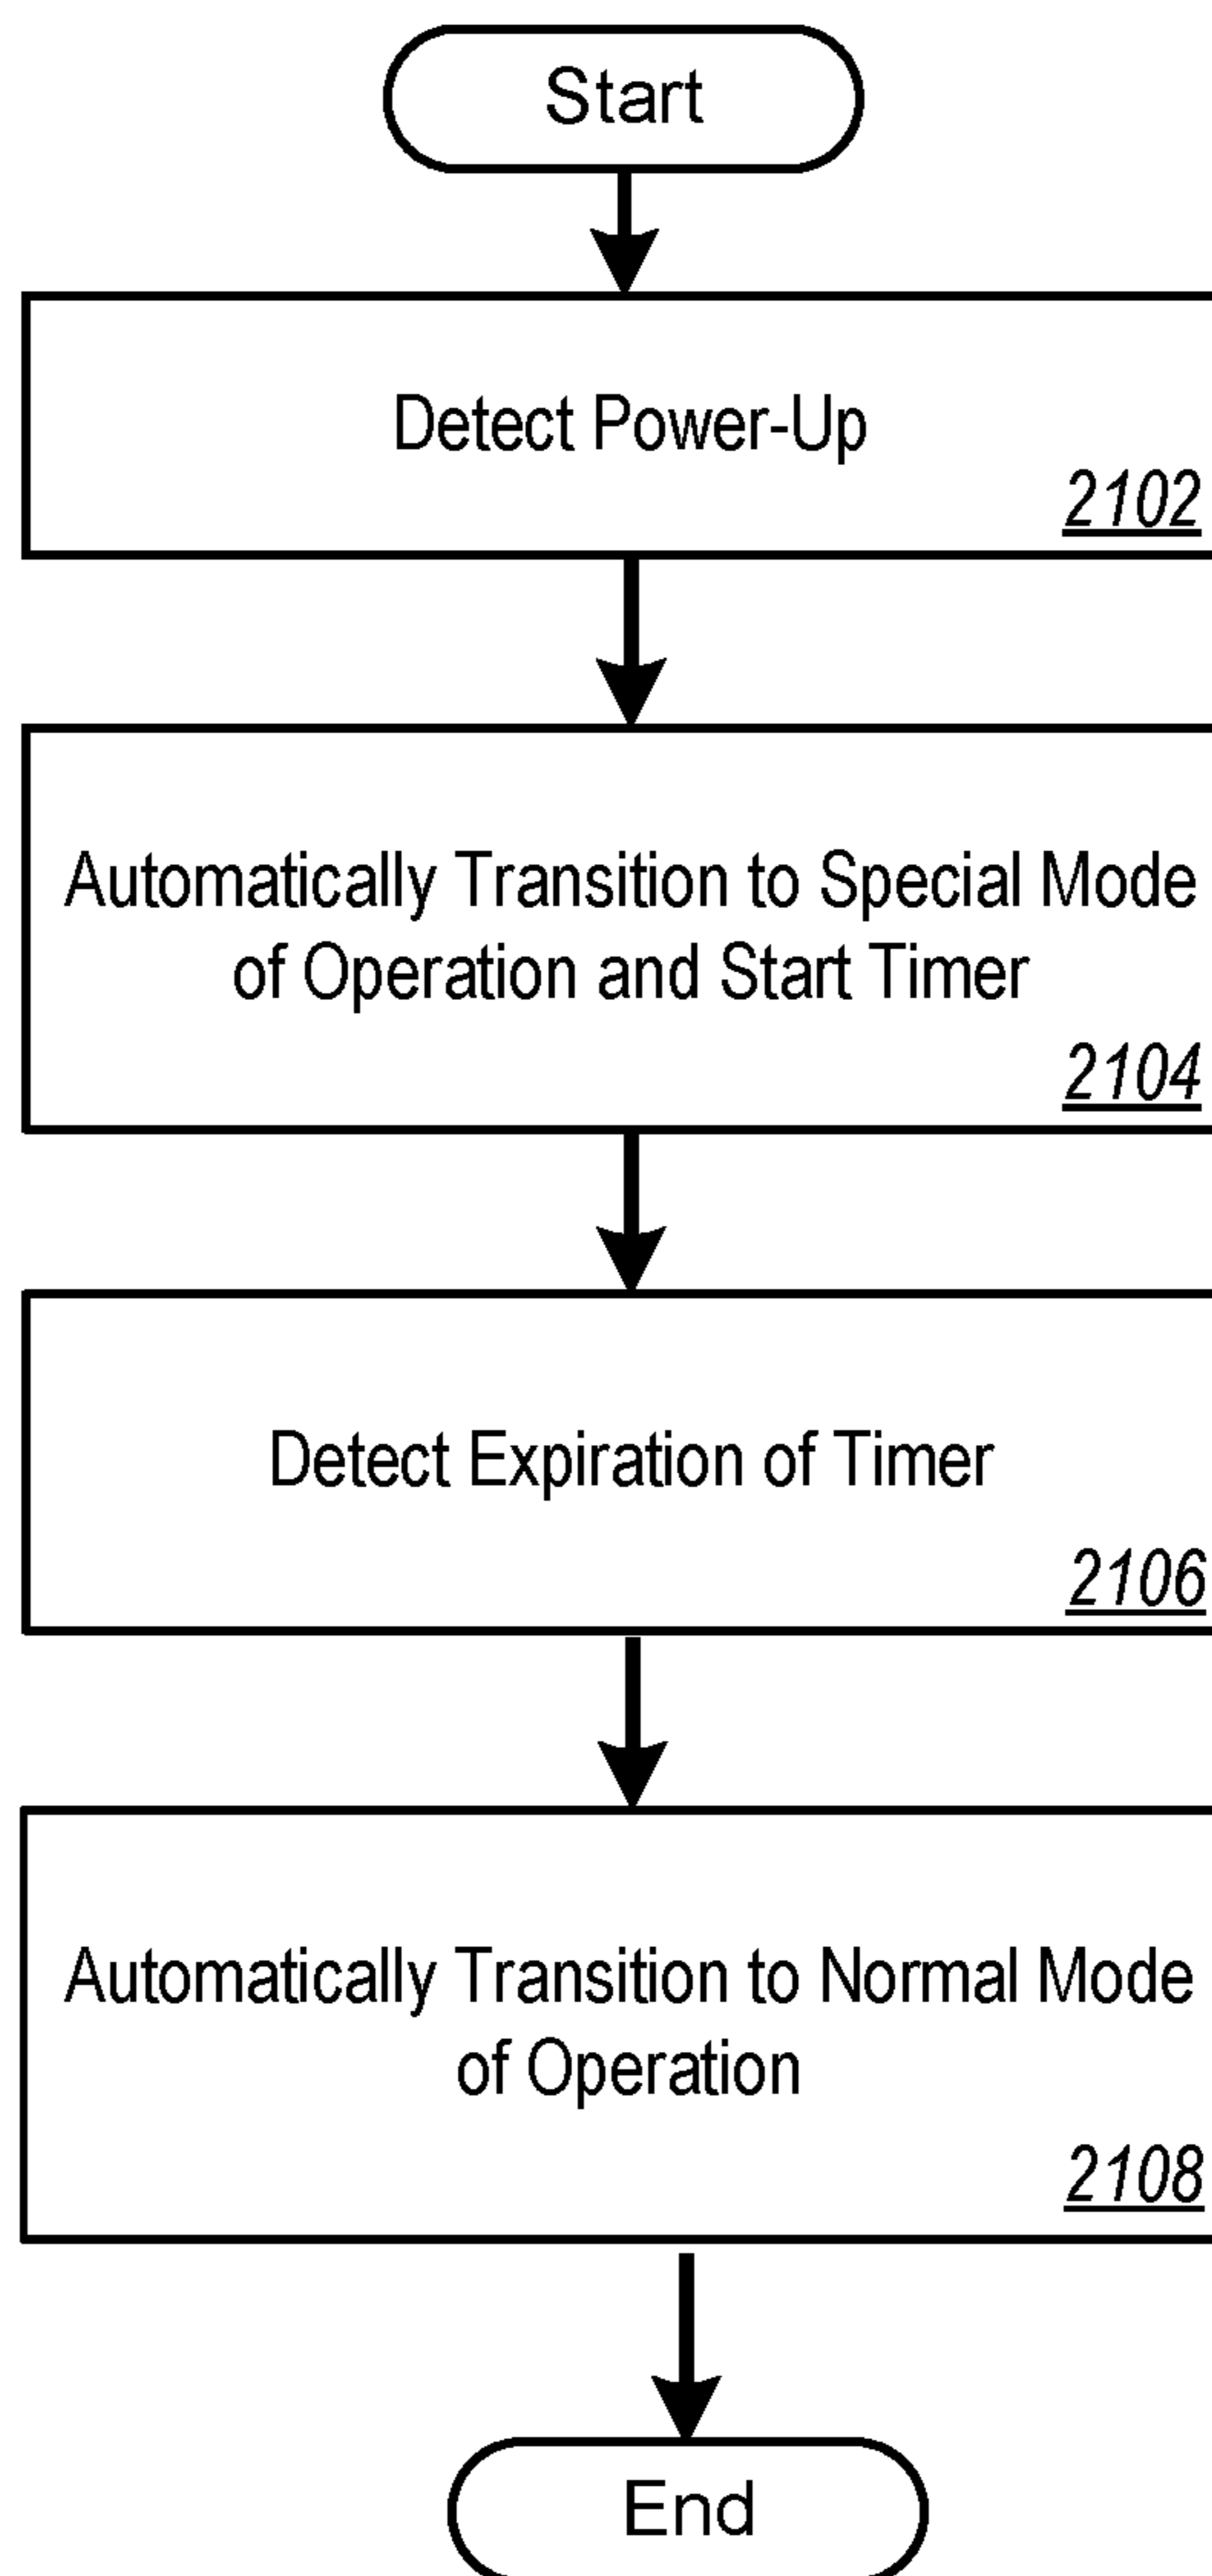 Start
Detect Power-Up
2102
Automatically Transition to Special Mode
of Operation and Start Timer
2104
Detect Expiration of Timer
2106
Automatically Transition to Normal Mode
of Operation
2108
End